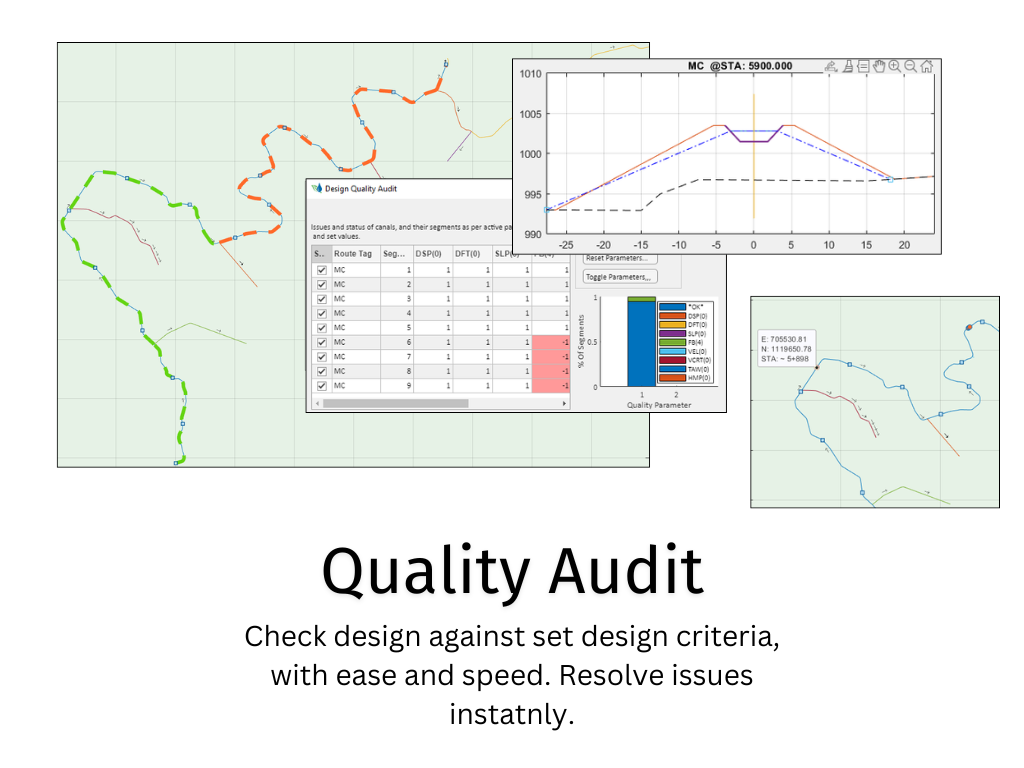 MC @STA: 5900.000
1010
1005
1000
995
990
-25 -20 -15 -10 -5 0 5 10 15 20
Design Quality Audit
Issues and status of canals, and their segments as per active pa
and set values.
S.. Route Tag Seg... DSP(0) DFT(0) SLP(0) FB(4)
MC 1 1 1 1 1
MC 2 1 1 1 1
MC 3 1 1 1 1
MC 4 1 1 1 1
MC 5 1 1 1 1
MC 6 1 1 1 -1
MC 7 1 1 1 -1
MC 8 1 1 1 -1
MC 9 1 1 1 -1
Reset Parameters...
Toggle Parameters,,,
% Of Segments
1
0.5
0
1 2
Quality Parameter
*OK*
DSP(0)
DFT(0)
SLP(0)
FB(4)
VEL(0)
VCRT(0)
TAW(0)
HMP(0)
E: 705530.81
N: 1119650.78
STA: ~ 5+898
Quality Audit
Check design against set design criteria,
with ease and speed. Resolve issues
instatnly.